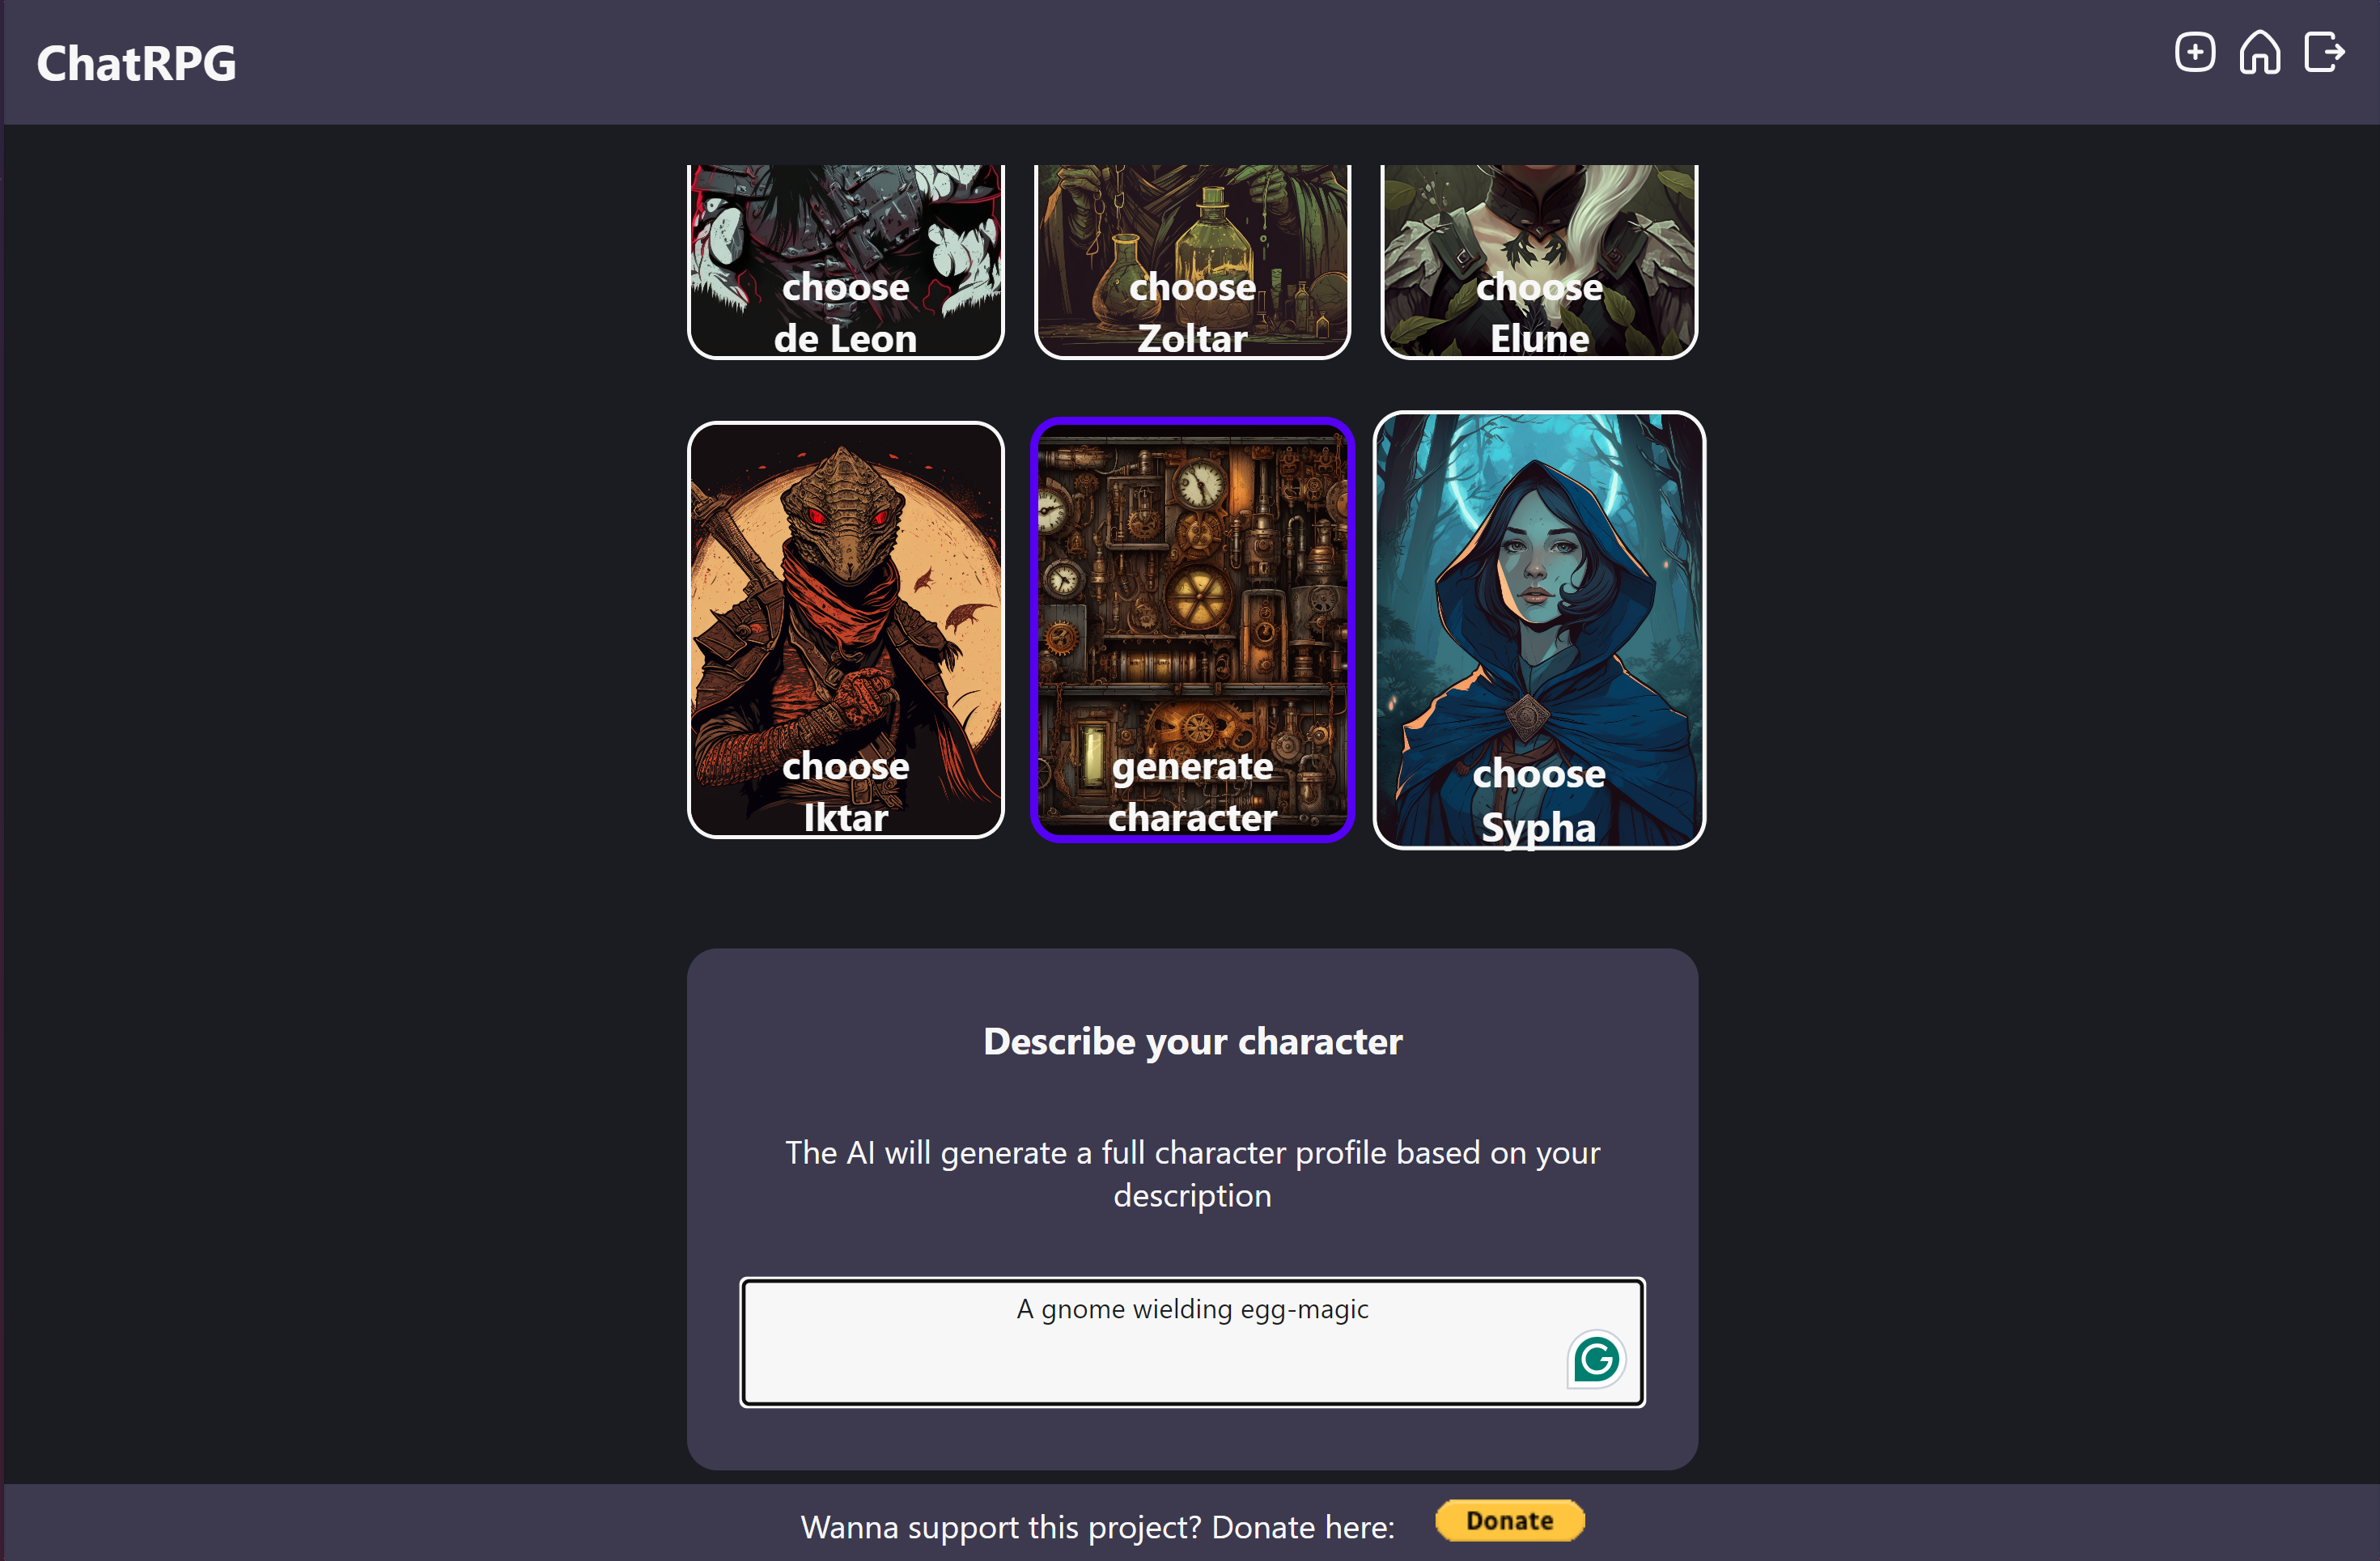 ChatRPG
choose
de Leon
choose
Zoltar
choose
Elune
choose
Iktar
generate
character
choose
Sypha
Describe your character
The AI will generate a full character profile based on your
description
A gnome wielding egg-magic
Wanna support this project? Donate here:
Donate